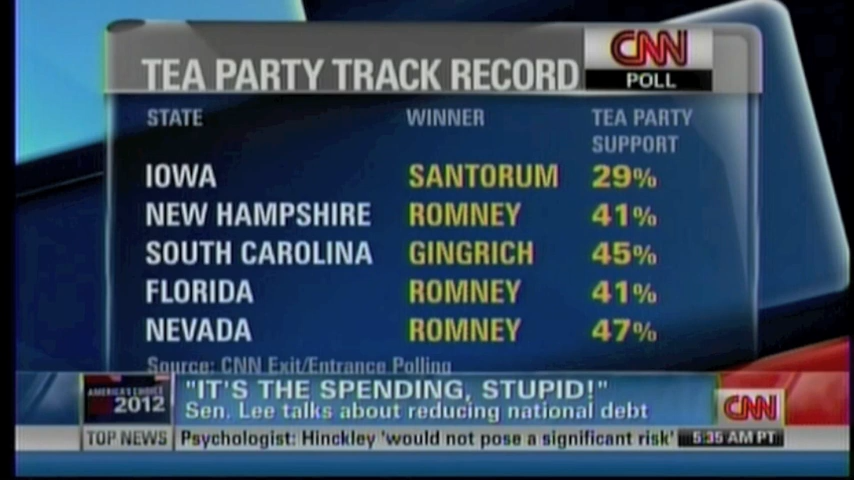 CNN
TEA PARTY TRACK RECORD POLL
STATE WINNER TEA PARTY SUPPORT
IOWA SANTORUM 29%
NEW HAMPSHIRE ROMNEY 41%
SOUTH CAROLINA GINGRICH 45%
FLORIDA ROMNEY 41%
NEVADA ROMNEY 47%
Source: CNN Exit/Entrance Polling
AMERICA'S CHOICE 2012
"IT'S THE SPENDING, STUPID!"
Sen. Lee talks about reducing national debt
CNN
TOP NEWS Psychologist: Hinckley 'would not pose a significant risk' 5:35 AM PT